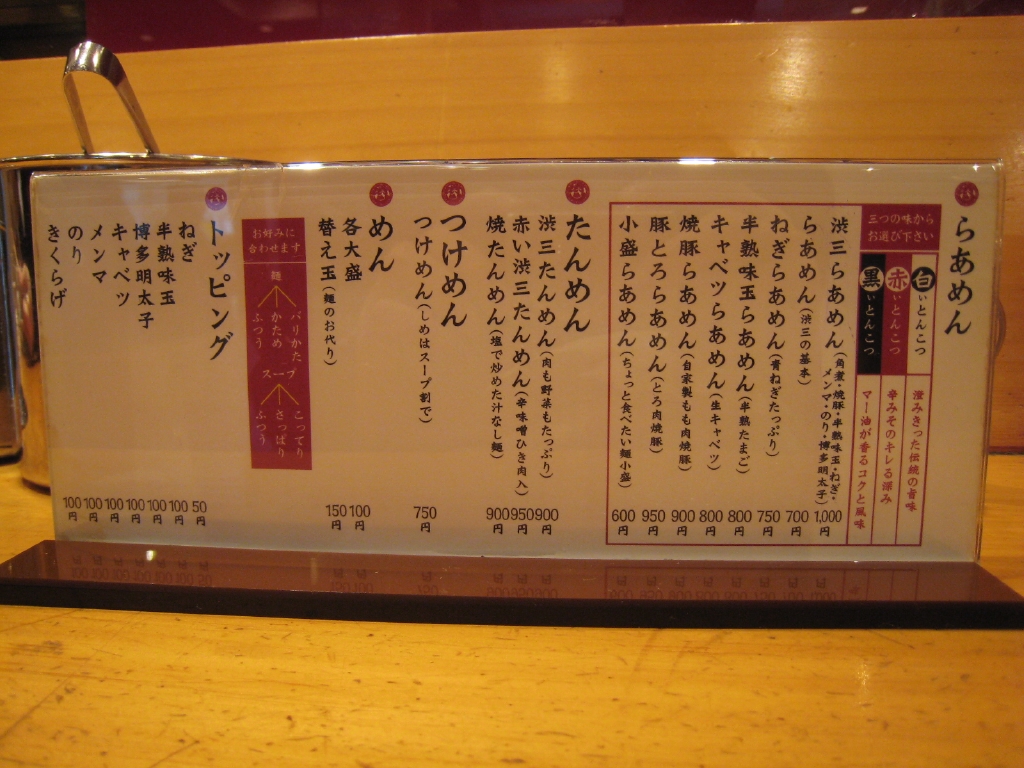 らあめん
三つの味から
お選び下さい
白いとんこつ 澄みきった伝統の旨味
赤いとんこつ 辛みそのキレる深み
黒いとんこつ マー油が香るコクと風味
渋三らあめん(角煮・焼豚・半熟味玉・ねぎ・メンマ・のり・博多明太子) 1,000円
らあめん(渋三の基本) 700円
ねぎらあめん(青ねぎたっぷり) 750円
半熟味玉らあめん(半熟たまご) 800円
キャベツらあめん(生キャベツ) 800円
焼豚らあめん(自家製もも肉焼豚) 900円
豚とろらあめん(とろ肉焼豚) 950円
小盛らあめん(ちょっと食べたい麺小盛) 600円
たんめん
渋三たんめん(肉も野菜もたっぷり) 900円
赤い渋三たんめん(辛味噌ひき肉入) 950円
焼たんめん(塩で炒めた汁なし麺) 900円
つけめん
つけめん(しめはスープ割で) 750円
めん
各大盛 100円
替え玉(麺のお代り) 150円
お好みに
合わせます
麺
バリかた
かため
ふつう
スープ
こってり
さっぱり
ふつう
トッピング
ねぎ 50円
半熟味玉 100円
博多明太子 100円
キャベツ 100円
メンマ 100円
のり 100円
きくらげ 100円